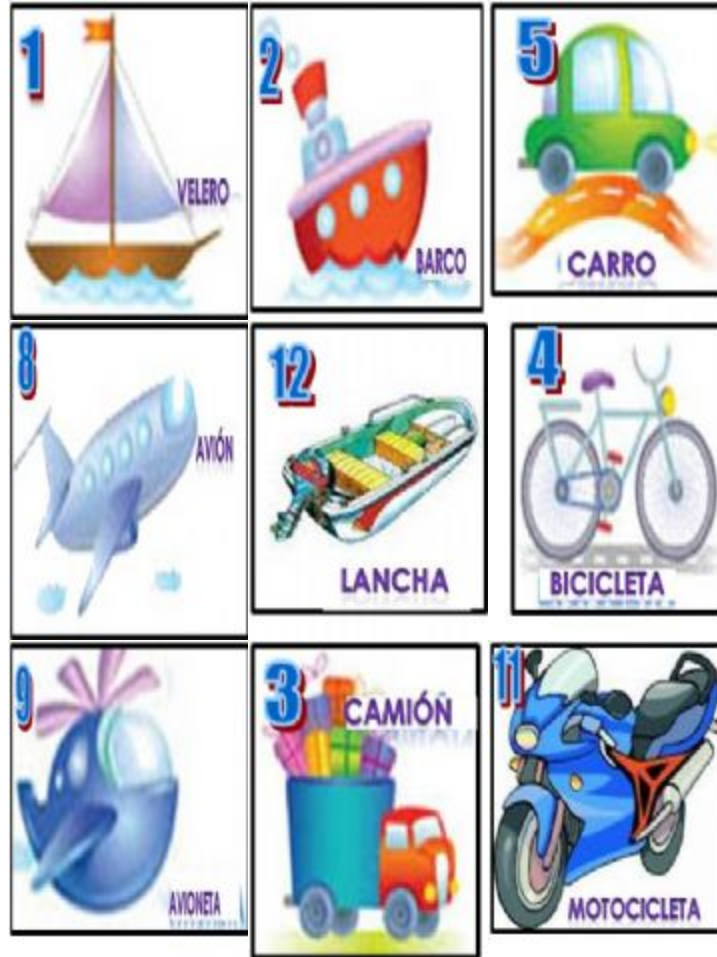 1
VELERO
2
BARCO
5
CARRO
8
AVIÓN
12
LANCHA
4
BICICLETA
9
AVIONETA
3
CAMIÓN
11
MOTOCICLETA